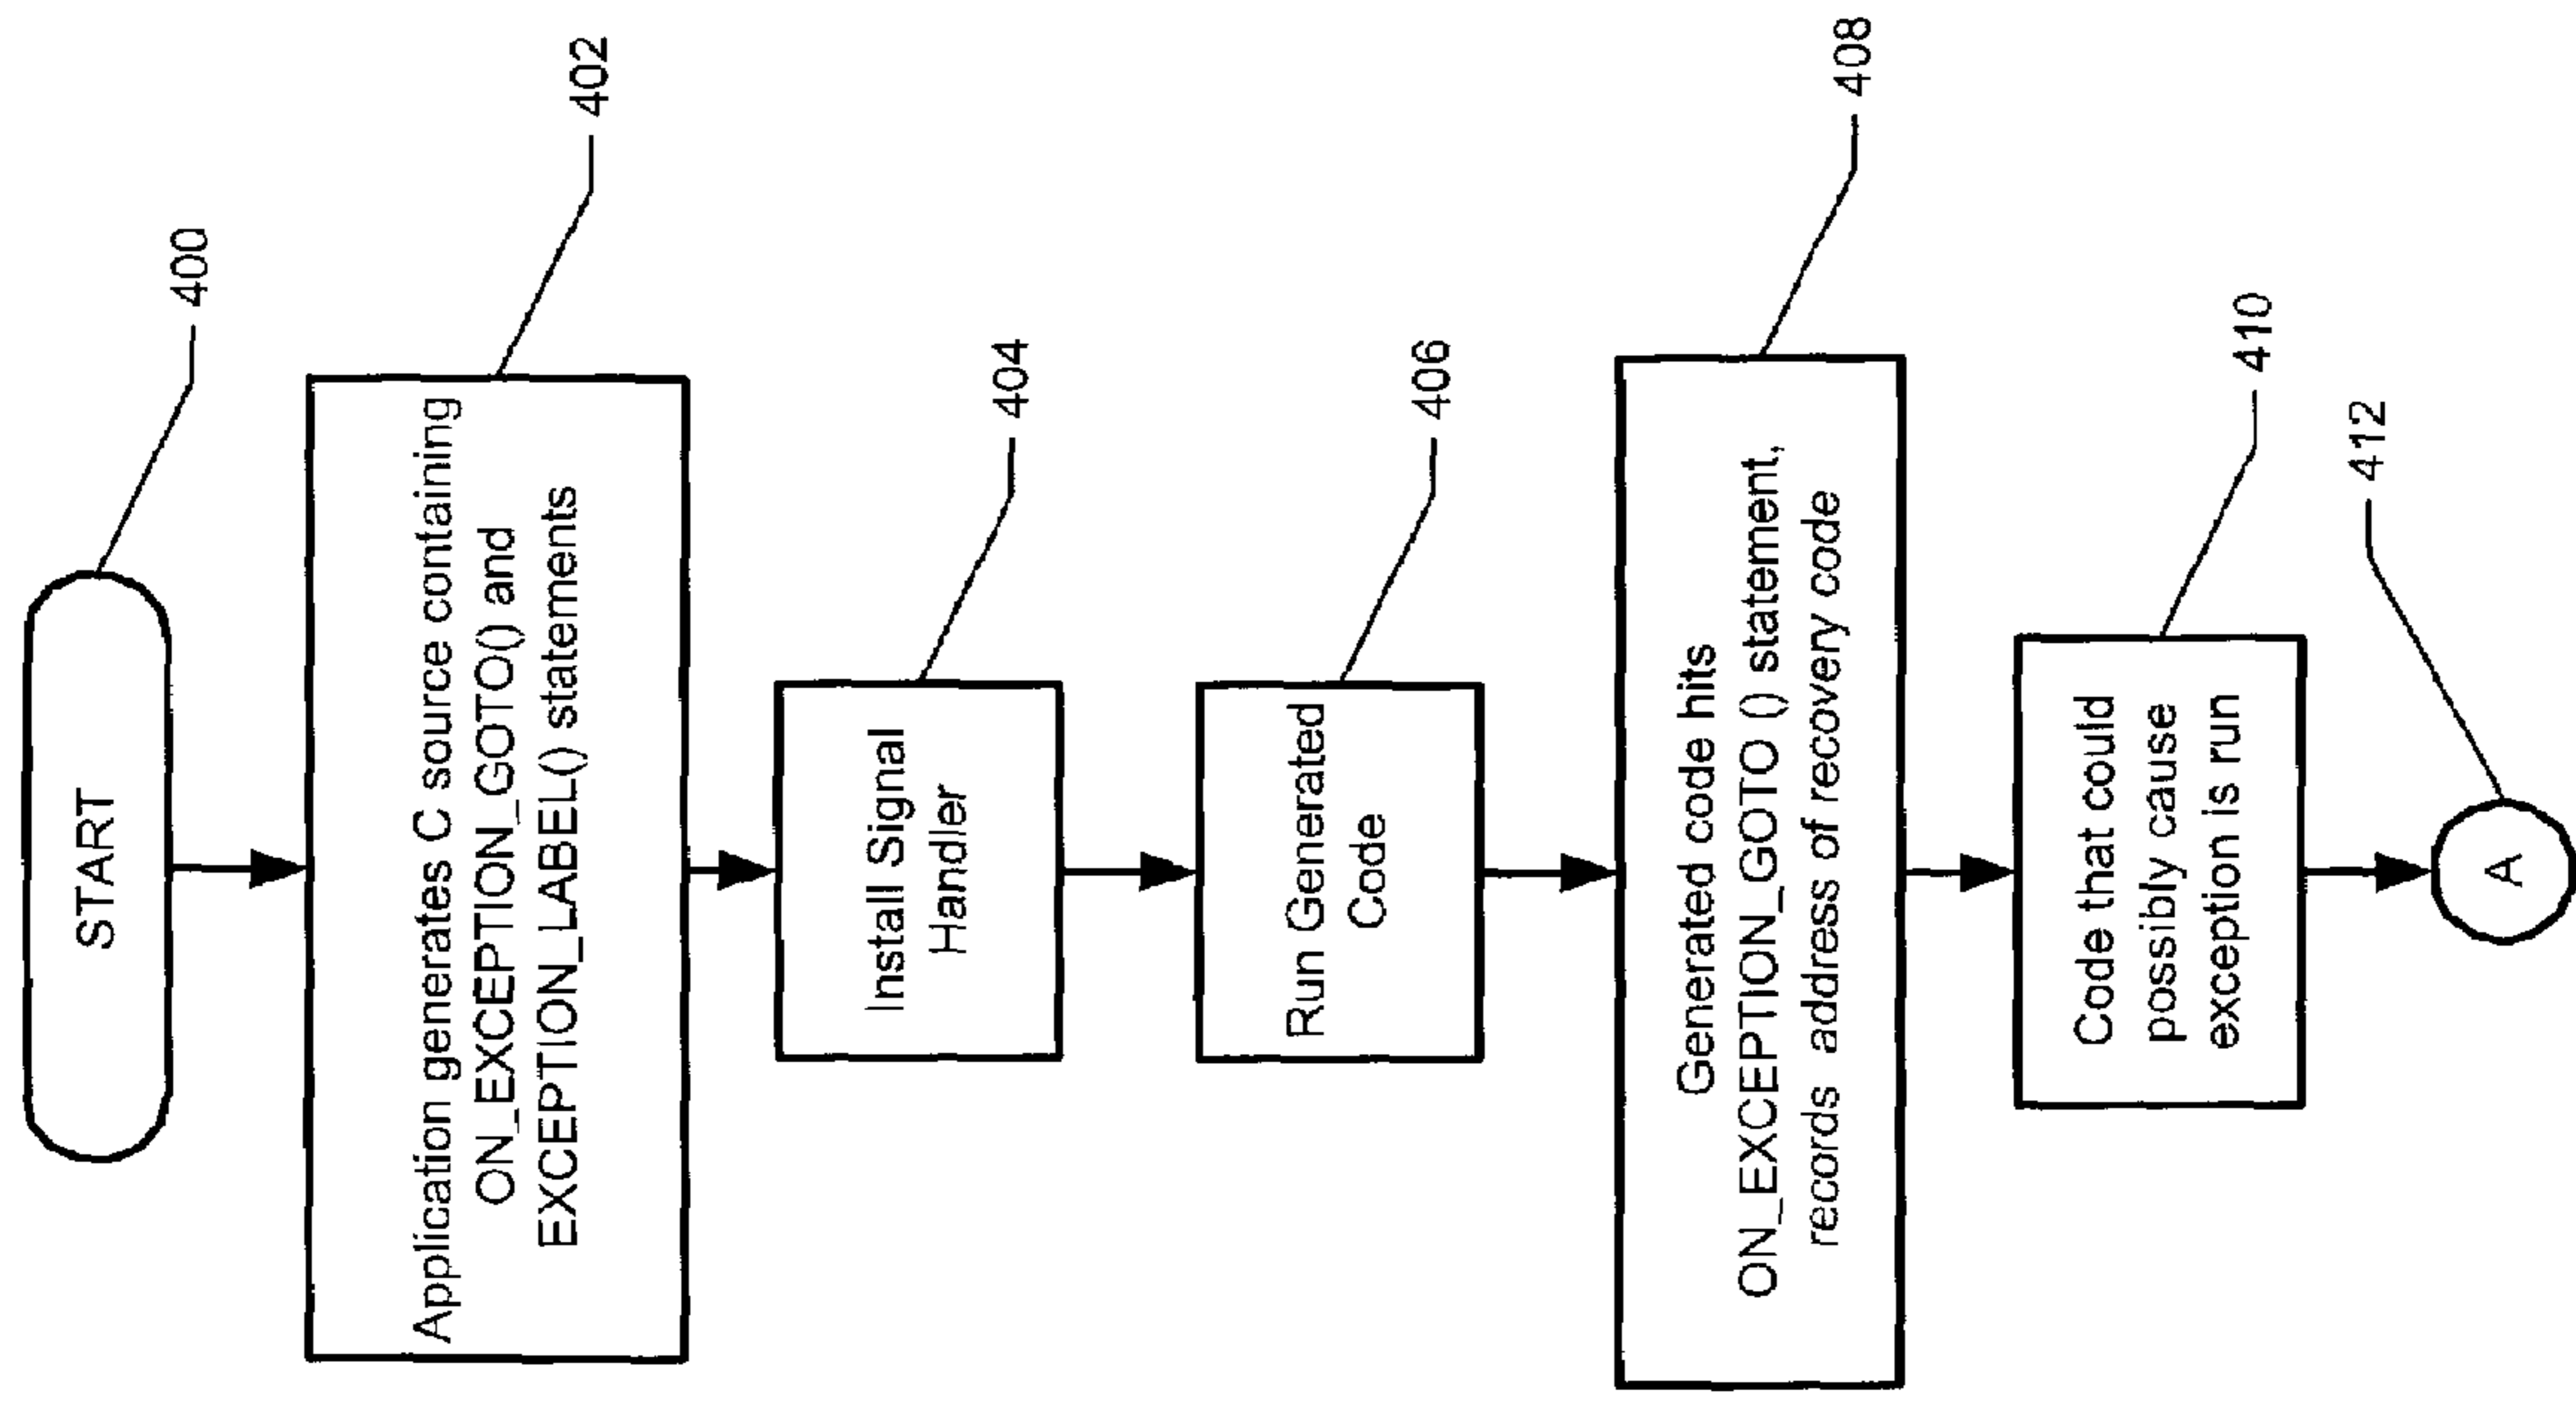 START
400
Application generates C source containing
ON_EXCEPTION_GOTO() and
EXCEPTION_LABEL() statements
402
Install Signal
Handler
404
Run Generated
Code
406
Generated code hits
ON_EXCEPTION_GOTO () statement,
records address of recovery code
408
Code that could
possibly cause
exception is run
410
A
412